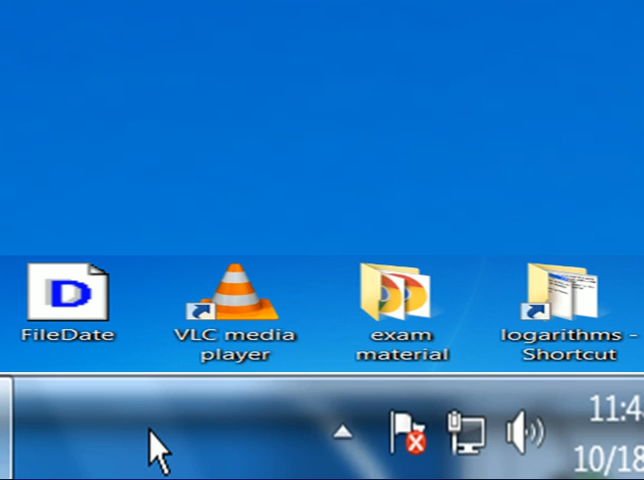 D
FileDate
VLC media
player
exam
material
logarithms -
Shortcut
11:4
10/18